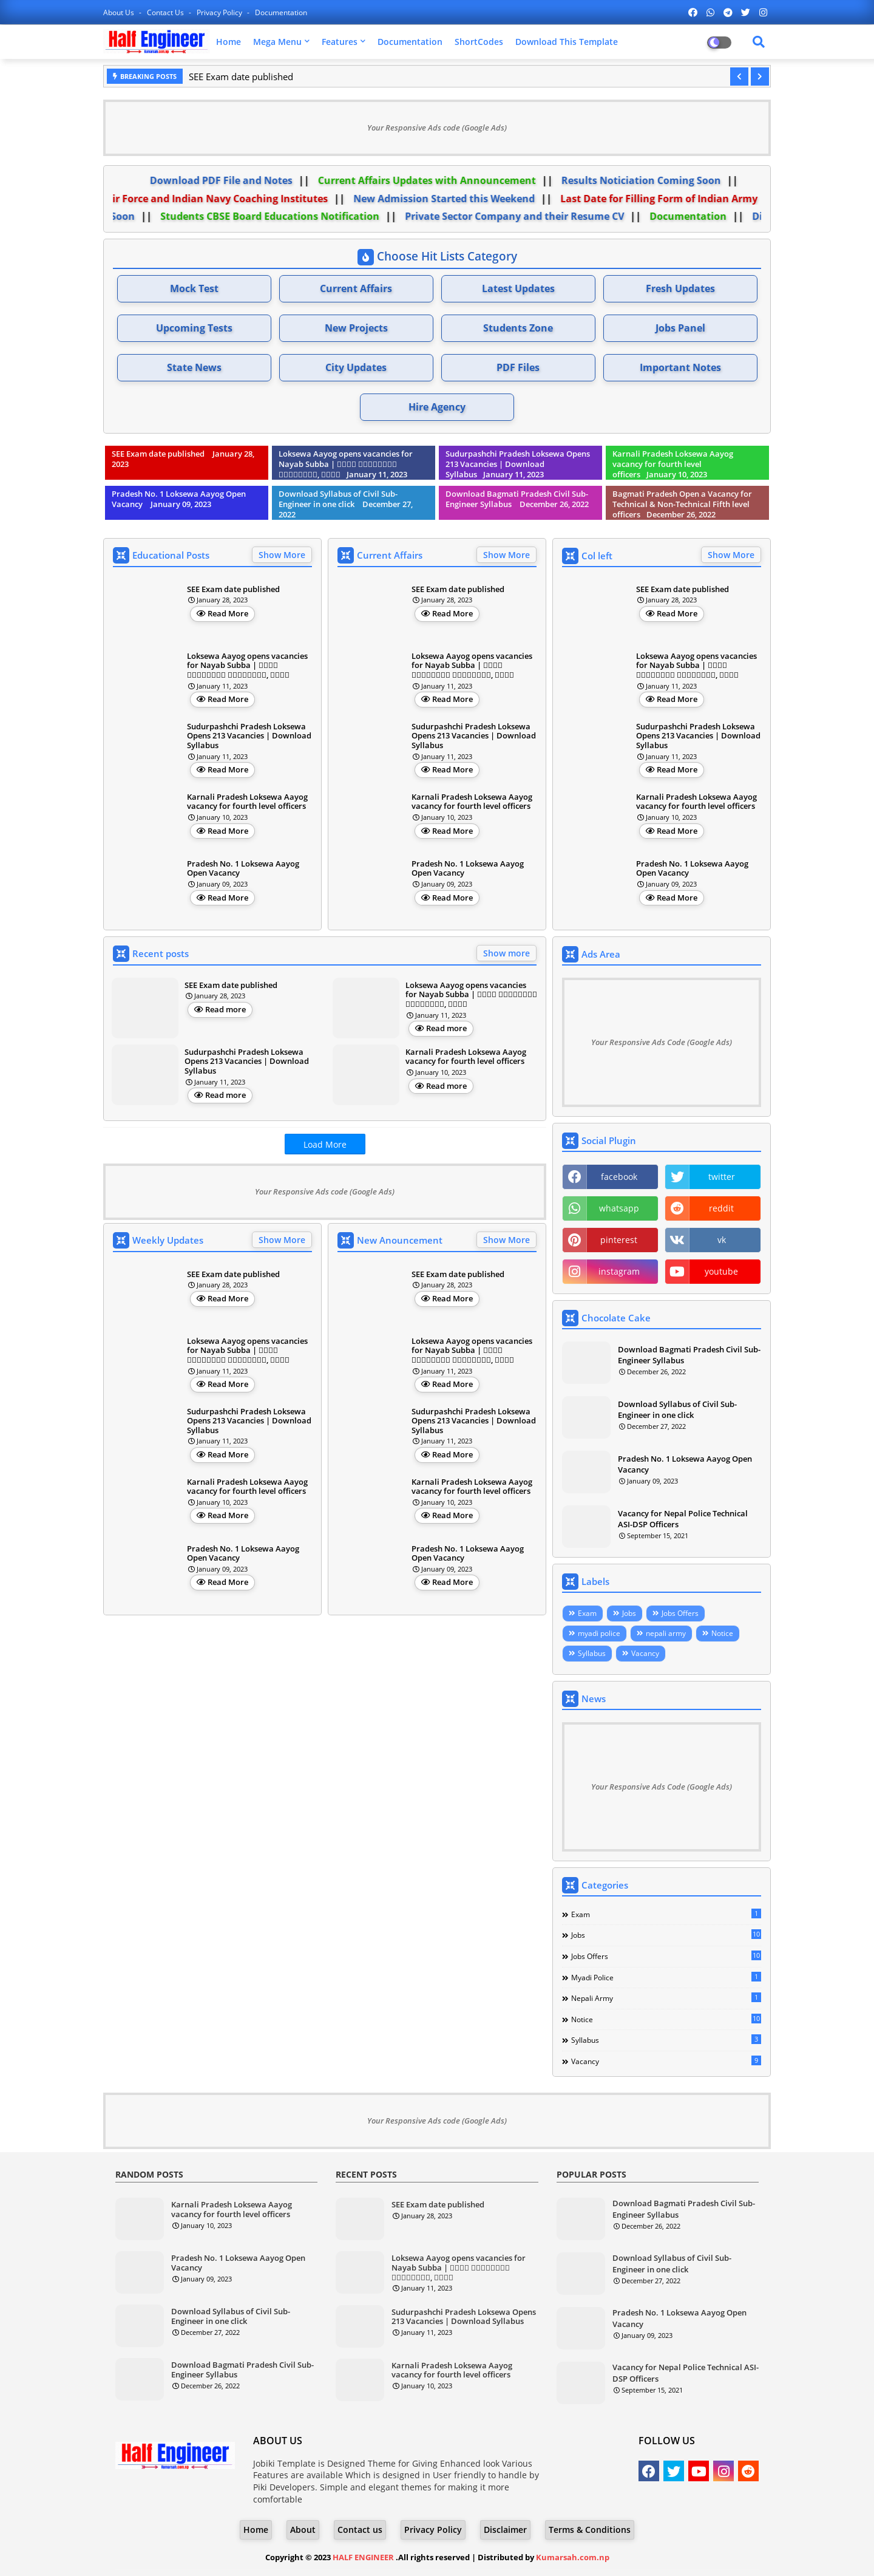 About Us - Contact Us - Privacy Policy - Documentation
Half Engineer
Home Mega Menu Features Documentation ShortCodes Download This Template
BREAKING POSTS SEE Exam date published
Your Responsive Ads code (Google Ads)
Download PDF File and Notes || Current Affairs Updates with Announcement || Results Noticiation Coming Soon ||
ir Force and Indian Navy Coaching Institutes || New Admission Started this Weekend || Last Date for Filling Form of Indian Army
Soon || Students CBSE Board Educations Notification || Private Sector Company and their Resume CV || Documentation || Di
Choose Hit Lists Category
Mock Test Current Affairs Latest Updates Fresh Updates
Upcoming Tests New Projects Students Zone Jobs Panel
State News City Updates PDF Files Important Notes
Hire Agency
SEE Exam date published January 28, 2023
Loksewa Aayog opens vacancies for Nayab Subba | January 11, 2023
Sudurpashchi Pradesh Loksewa Opens 213 Vacancies | Download Syllabus January 11, 2023
Karnali Pradesh Loksewa Aayog vacancy for fourth level officers January 10, 2023
Pradesh No. 1 Loksewa Aayog Open Vacancy January 09, 2023
Download Syllabus of Civil Sub-Engineer in one click December 27, 2022
Download Bagmati Pradesh Civil Sub-Engineer Syllabus December 26, 2022
Bagmati Pradesh Open a Vacancy for Technical & Non-Technical Fifth level officers December 26, 2022
Educational Posts Show More
SEE Exam date published
January 28, 2023
Read More
Loksewa Aayog opens vacancies
for Nayab Subba |
January 11, 2023
Read More
Sudurpashchi Pradesh Loksewa
Opens 213 Vacancies | Download
Syllabus
January 11, 2023
Read More
Karnali Pradesh Loksewa Aayog
vacancy for fourth level officers
January 10, 2023
Read More
Pradesh No. 1 Loksewa Aayog
Open Vacancy
January 09, 2023
Read More
Current Affairs Show More
SEE Exam date published
January 28, 2023
Read More
Loksewa Aayog opens vacancies
for Nayab Subba |
January 11, 2023
Read More
Sudurpashchi Pradesh Loksewa
Opens 213 Vacancies | Download
Syllabus
January 11, 2023
Read More
Karnali Pradesh Loksewa Aayog
vacancy for fourth level officers
January 10, 2023
Read More
Pradesh No. 1 Loksewa Aayog
Open Vacancy
January 09, 2023
Read More
Col left Show More
SEE Exam date published
January 28, 2023
Read More
Loksewa Aayog opens vacancies
for Nayab Subba |
January 11, 2023
Read More
Sudurpashchi Pradesh Loksewa
Opens 213 Vacancies | Download
Syllabus
January 11, 2023
Read More
Karnali Pradesh Loksewa Aayog
vacancy for fourth level officers
January 10, 2023
Read More
Pradesh No. 1 Loksewa Aayog
Open Vacancy
January 09, 2023
Read More
Recent posts Show more
SEE Exam date published
January 28, 2023
Read more
Loksewa Aayog opens vacancies
for Nayab Subba |
January 11, 2023
Read more
Sudurpashchi Pradesh Loksewa
Opens 213 Vacancies | Download
Syllabus
January 11, 2023
Read more
Karnali Pradesh Loksewa Aayog
vacancy for fourth level officers
January 10, 2023
Read more
Load More
Your Responsive Ads code (Google Ads)
Weekly Updates Show More
SEE Exam date published
January 28, 2023
Read More
Loksewa Aayog opens vacancies
for Nayab Subba |
January 11, 2023
Read More
Sudurpashchi Pradesh Loksewa
Opens 213 Vacancies | Download
Syllabus
January 11, 2023
Read More
Karnali Pradesh Loksewa Aayog
vacancy for fourth level officers
January 10, 2023
Read More
Pradesh No. 1 Loksewa Aayog
Open Vacancy
January 09, 2023
Read More
New Anouncement Show More
SEE Exam date published
January 28, 2023
Read More
Loksewa Aayog opens vacancies
for Nayab Subba |
January 11, 2023
Read More
Sudurpashchi Pradesh Loksewa
Opens 213 Vacancies | Download
Syllabus
January 11, 2023
Read More
Karnali Pradesh Loksewa Aayog
vacancy for fourth level officers
January 10, 2023
Read More
Pradesh No. 1 Loksewa Aayog
Open Vacancy
January 09, 2023
Read More
Ads Area
Your Responsive Ads Code (Google Ads)
Social Plugin
facebook twitter
whatsapp reddit
pinterest vk
instagram youtube
Chocolate Cake
Download Bagmati Pradesh Civil Sub-
Engineer Syllabus
December 26, 2022
Download Syllabus of Civil Sub-
Engineer in one click
December 27, 2022
Pradesh No. 1 Loksewa Aayog Open
Vacancy
January 09, 2023
Vacancy for Nepal Police Technical
ASI-DSP Officers
September 15, 2021
Labels
Exam Jobs Jobs Offers
myadi police nepali army Notice
Syllabus Vacancy
News
Your Responsive Ads Code (Google Ads)
Categories
Exam 1
Jobs 10
Jobs Offers 10
Myadi Police 1
Nepali Army 1
Notice 10
Syllabus 3
Vacancy 9
Your Responsive Ads code (Google Ads)
RANDOM POSTS
Karnali Pradesh Loksewa Aayog
vacancy for fourth level officers
January 10, 2023
Pradesh No. 1 Loksewa Aayog Open
Vacancy
January 09, 2023
Download Syllabus of Civil Sub-
Engineer in one click
December 27, 2022
Download Bagmati Pradesh Civil Sub-
Engineer Syllabus
December 26, 2022
RECENT POSTS
SEE Exam date published
January 28, 2023
Loksewa Aayog opens vacancies for
Nayab Subba |
January 11, 2023
Sudurpashchi Pradesh Loksewa Opens
213 Vacancies | Download Syllabus
January 11, 2023
Karnali Pradesh Loksewa Aayog
vacancy for fourth level officers
January 10, 2023
POPULAR POSTS
Download Bagmati Pradesh Civil Sub-
Engineer Syllabus
December 26, 2022
Download Syllabus of Civil Sub-
Engineer in one click
December 27, 2022
Pradesh No. 1 Loksewa Aayog Open
Vacancy
January 09, 2023
Vacancy for Nepal Police Technical ASI-
DSP Officers
September 15, 2021
Half Engineer
ABOUT US
Jobiki Template is Designed Theme for Giving Enhanced look Various
Features are available Which is designed in User friendly to handle by
Piki Developers. Simple and elegant themes for making it more
comfortable
FOLLOW US
Home About Contact us Privacy Policy Disclaimer Terms & Conditions
Copyright © 2023 HALF ENGINEER .All rights reserved | Distributed by Kumarsah.com.np